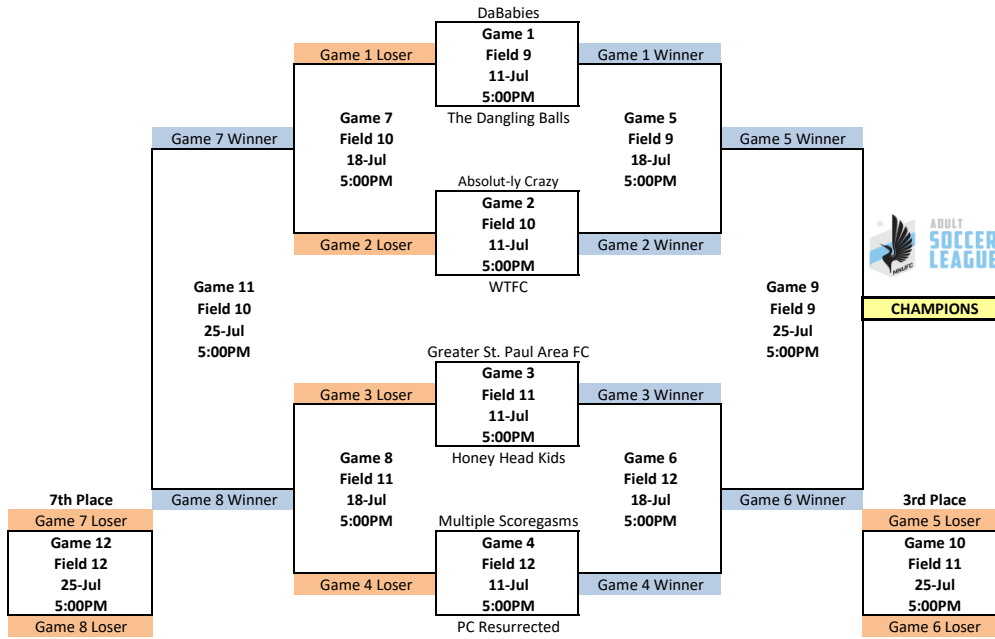 DaBabies
Game 1 Loser
Game 1
Field 9
11-Jul
5:00PM
Game 1 Winner
The Dangling Balls
Game 7 Winner
Game 7
Field 10
18-Jul
5:00PM
Game 5
Field 9
18-Jul
5:00PM
Game 5 Winner
Absolut-ly Crazy
Game 2 Loser
Game 2
Field 10
11-Jul
5:00PM
Game 2 Winner
WTFC
MNUFC
ADULT
SOCCER
LEAGUE
Game 11
Field 10
25-Jul
5:00PM
Game 9
Field 9
25-Jul
5:00PM
CHAMPIONS
Greater St. Paul Area FC
Game 3 Loser
Game 3
Field 11
11-Jul
5:00PM
Game 3 Winner
Honey Head Kids
Game 8 Winner
Game 8
Field 11
18-Jul
5:00PM
Game 6
Field 12
18-Jul
5:00PM
Game 6 Winner
Multiple Scoregasms
Game 4 Loser
Game 4
Field 12
11-Jul
5:00PM
Game 4 Winner
PC Resurrected
7th Place
Game 7 Loser
Game 12
Field 12
25-Jul
5:00PM
Game 8 Loser
3rd Place
Game 5 Loser
Game 10
Field 11
25-Jul
5:00PM
Game 6 Loser